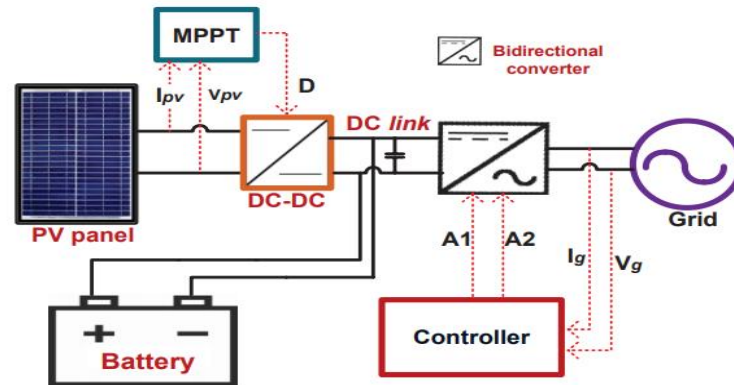 MPPT
Bidirectional
converter
Ipv
vpv
D
DC link
DC-DC
PV panel
Grid
A1
A2
Ig
Vg
Controller
+ −
Battery